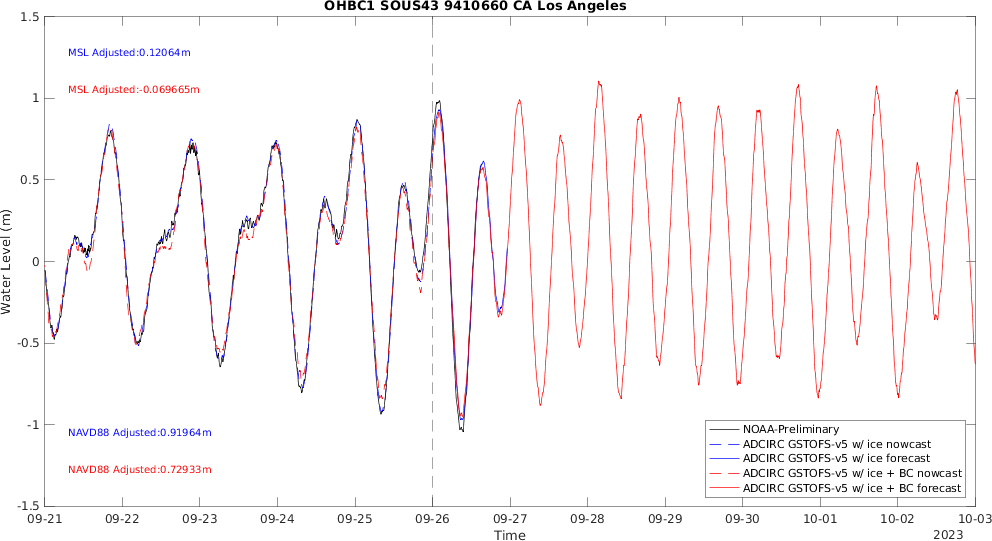 OHBC1 SOUS43 9410660 CA Los Angeles
1.5
1
0.5
0
-0.5
-1
-1.5
Water Level (m)
MSL Adjusted:0.12064m
MSL Adjusted:-0.069665m
NAVD88 Adjusted:0.91964m
NAVD88 Adjusted:0.72933m
NOAA-Preliminary
ADCIRC GSTOFS-v5 w/ ice nowcast
ADCIRC GSTOFS-v5 w/ ice forecast
ADCIRC GSTOFS-v5 w/ ice + BC nowcast
ADCIRC GSTOFS-v5 w/ ice + BC forecast
09-21 09-22 09-23 09-24 09-25 09-26 09-27 09-28 09-29 09-30 10-01 10-02 10-03
Time
2023